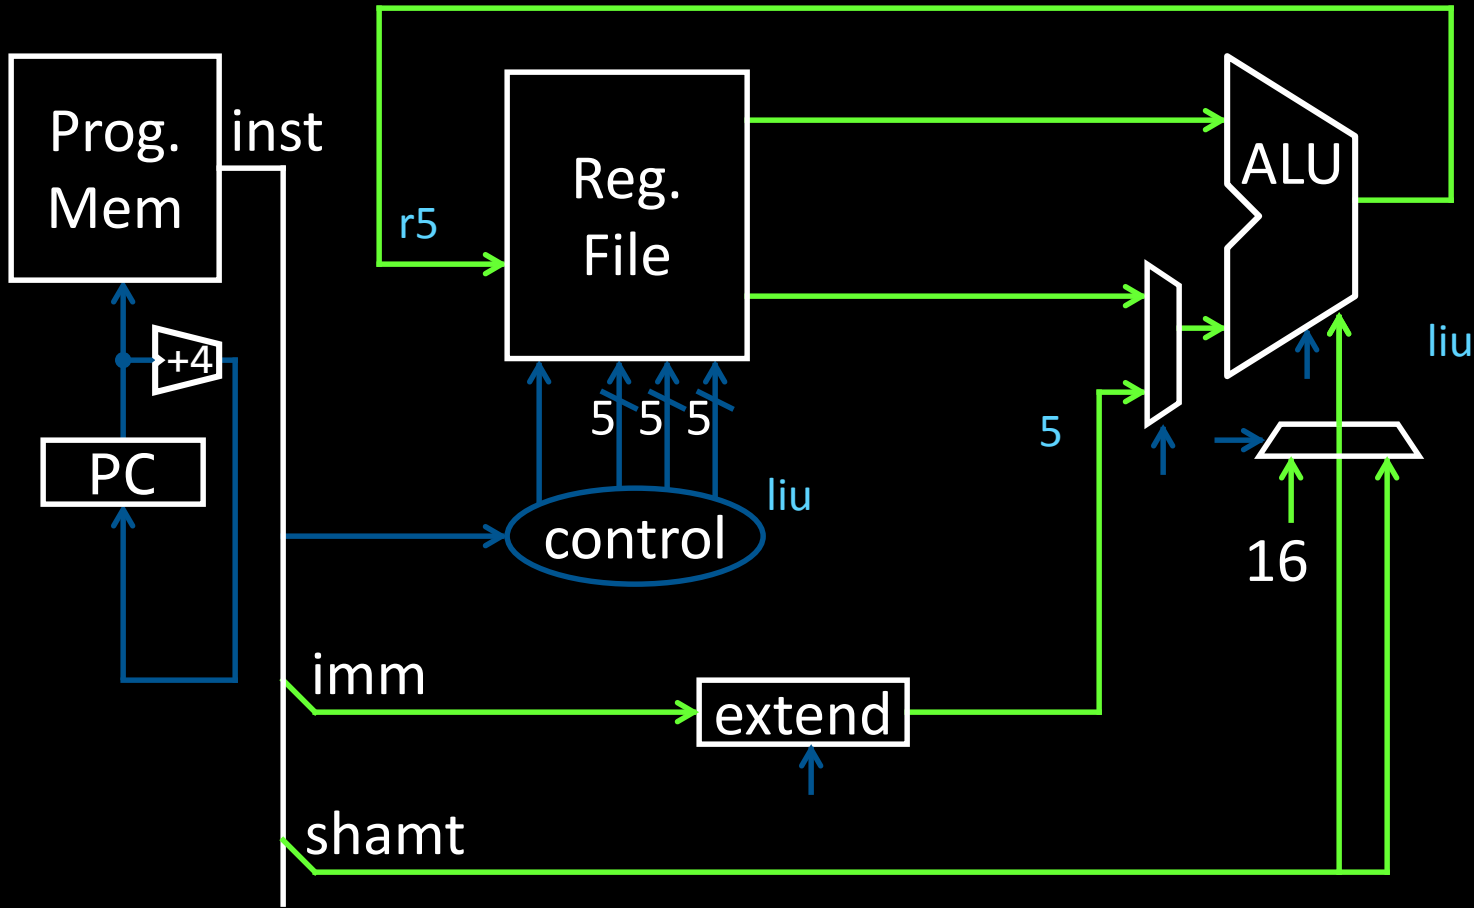 Prog.
Mem
inst
Reg.
File
ALU
r5
+4
liu
5
5
5
5
PC
liu
control
16
imm
extend
shamt